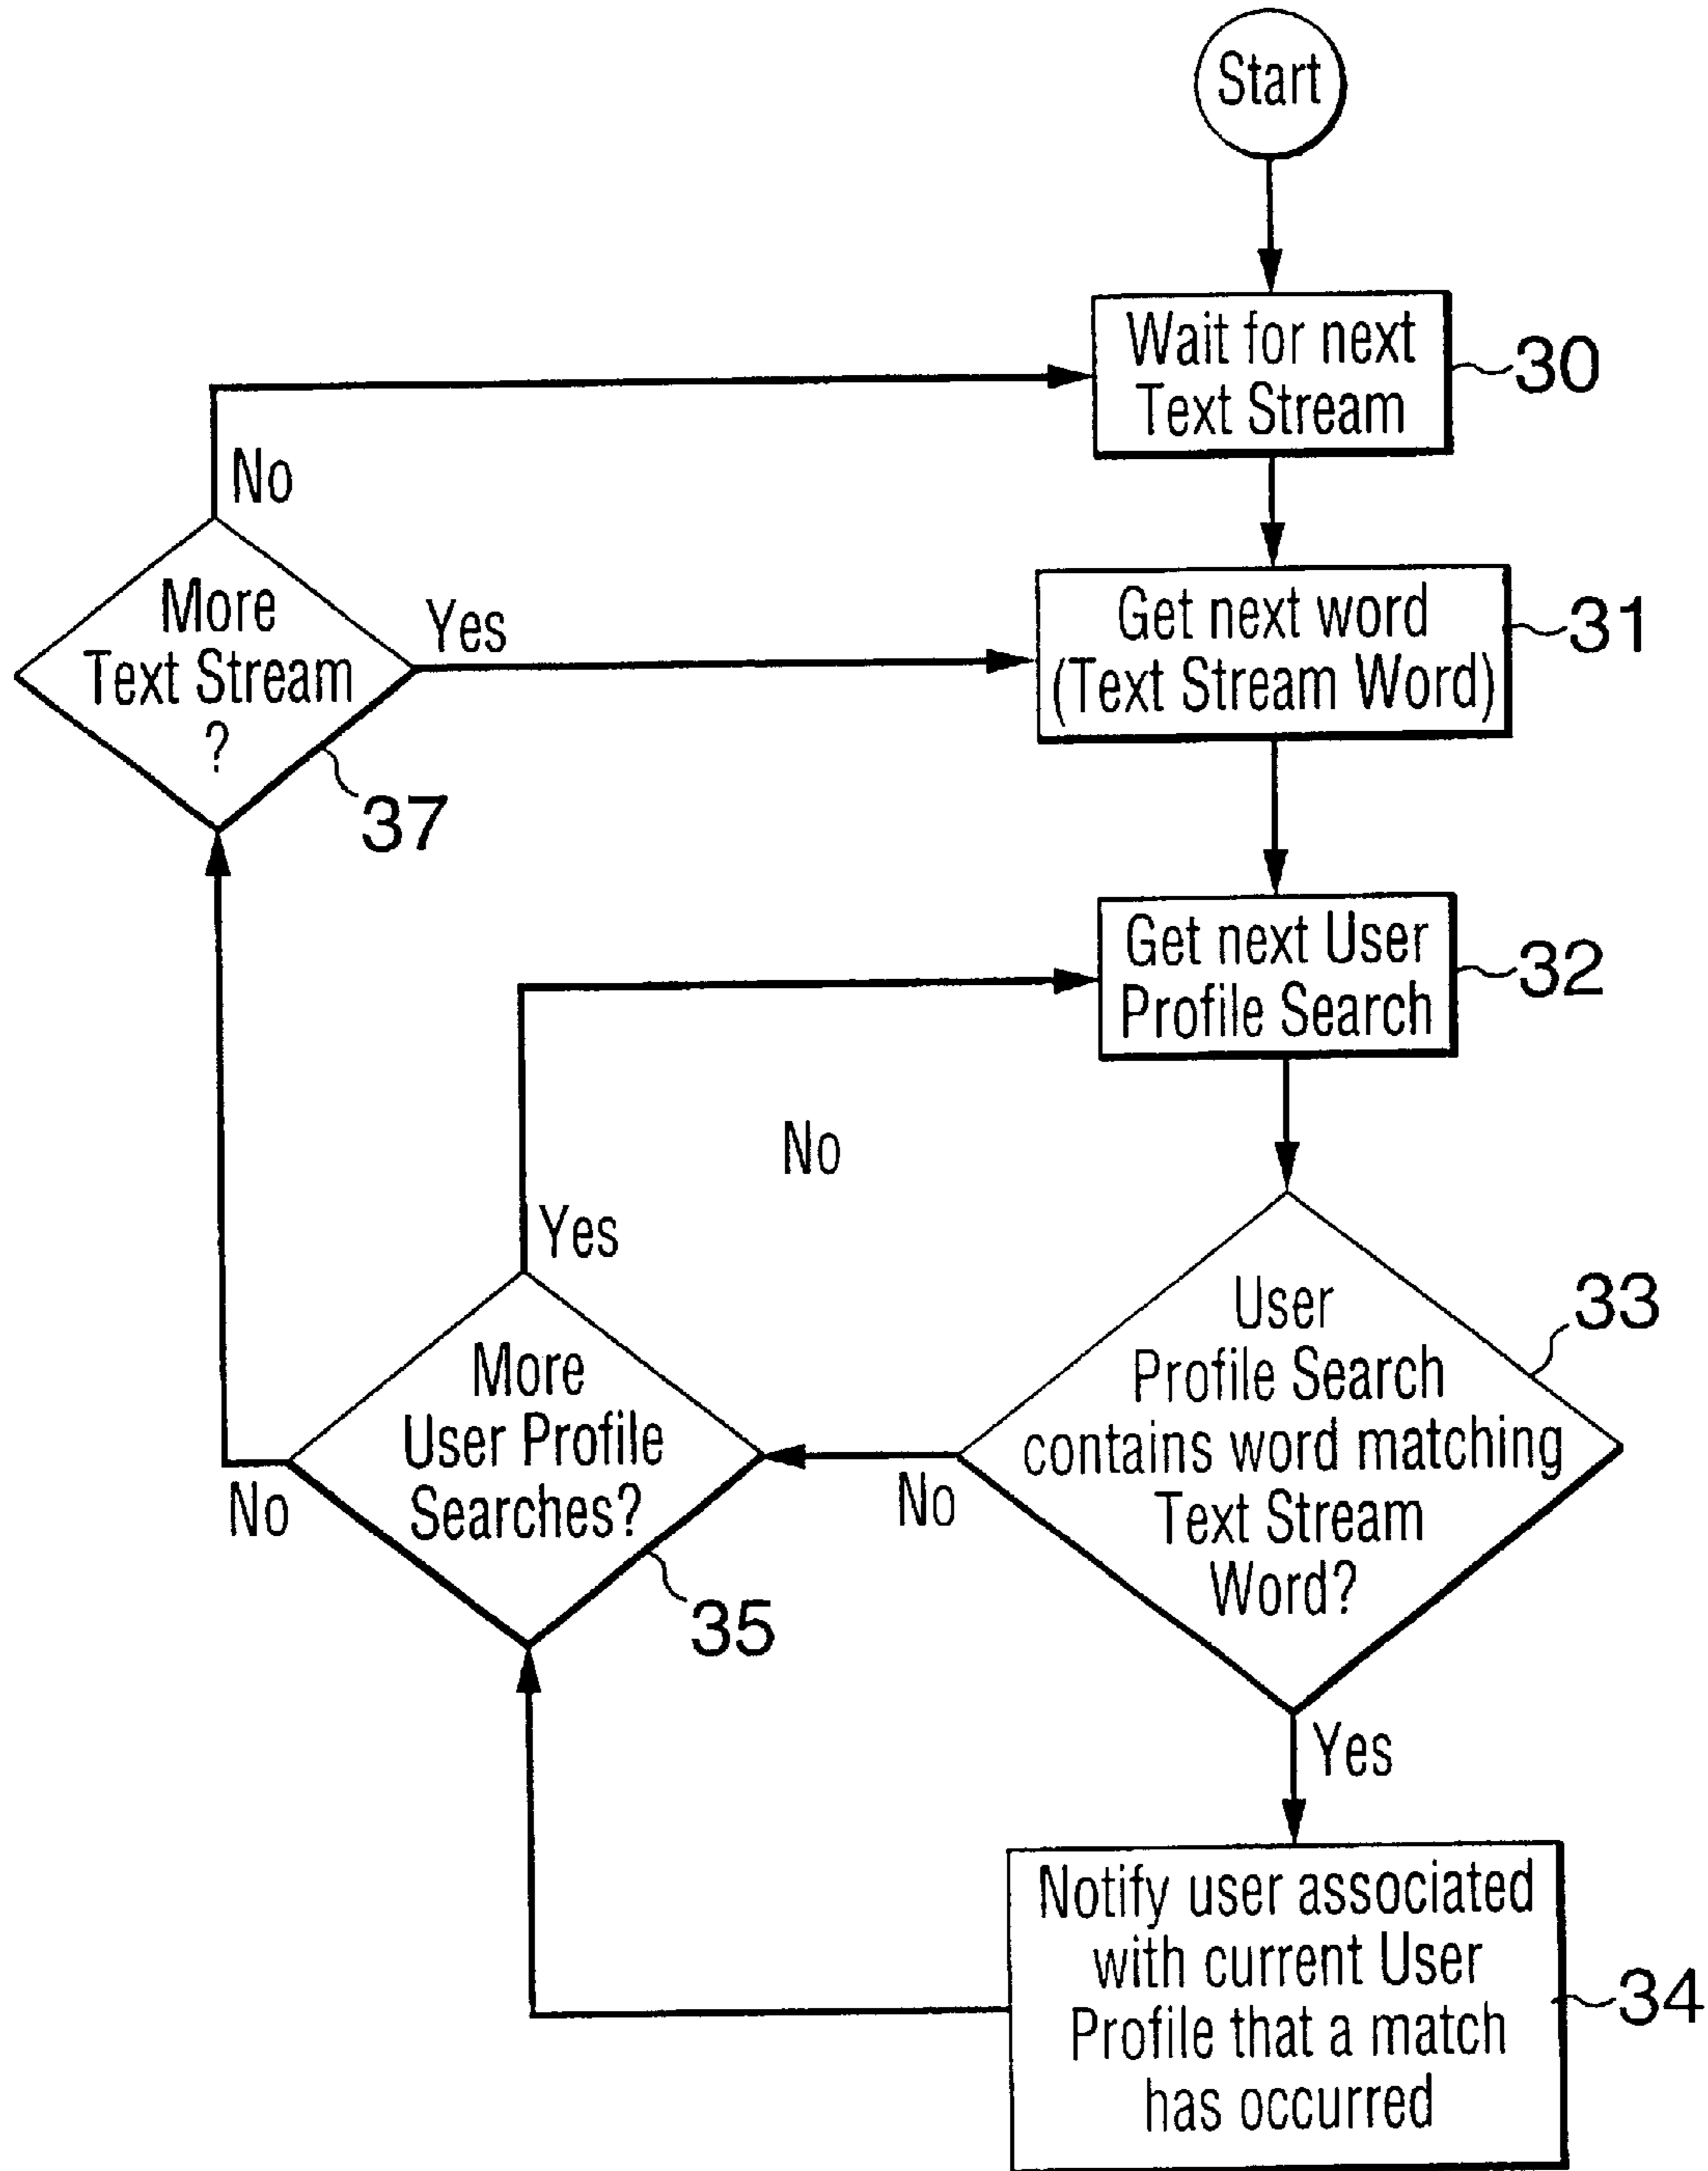 Start
Wait for next
Text Stream
30
No
More
Text Stream
?
Yes
37
Get next word
(Text Stream Word)
31
Get next User
Profile Search
32
No
Yes
User
Profile Search
contains word matching
Text Stream
Word?
33
More
User Profile
Searches?
No
No
35
Yes
Notify user associated
with current User
Profile that a match
has occurred
34